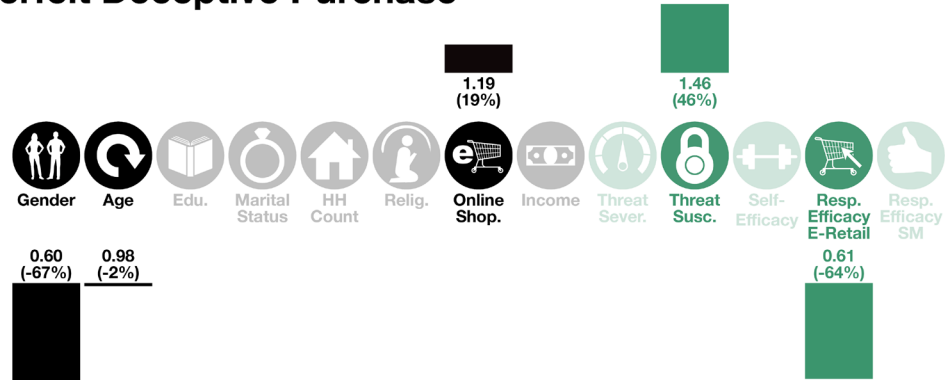 Deceptive Purchase
1.19
(19%)
1.46
(46%)
e
Gender
Age
Edu.
Marital
Status
HH
Count
Relig.
Online
Shop.
Income
Threat
Sever.
Threat
Susc.
Self-
Efficacy
Resp.
Efficacy
E-Retail
Resp.
Efficacy
SM
0.60
(-67%)
0.98
(-2%)
0.61
(-64%)